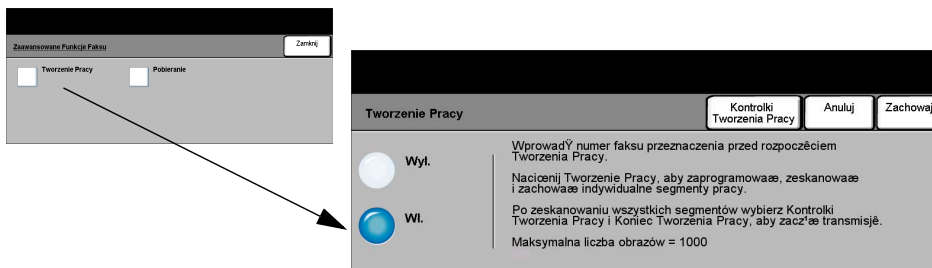 Zaawansowane Funkcje Faksu
Zamknij
Tworzenie Pracy
Pobieranie
Tworzenie Pracy
Kontrolki
Tworzenia Pracy
Anuluj
Zachowaj
Wyl.
WprowadŸ numer faksu przeznaczenia przed rozpoczêciem
Tworzenia Pracy.
Naciœnij Tworzenie Pracy, aby zaprogramowaæ, zeskanowaæ
i zachowaæ indywidualne segmenty pracy.
Wl.
Po zeskanowaniu wszystkich segmentów wybierz Kontrolki
Tworzenia Pracy i Koniec Tworzenia Pracy, aby zacz¹æ transmisjê.
Maksymalna liczba obrazów = 1000